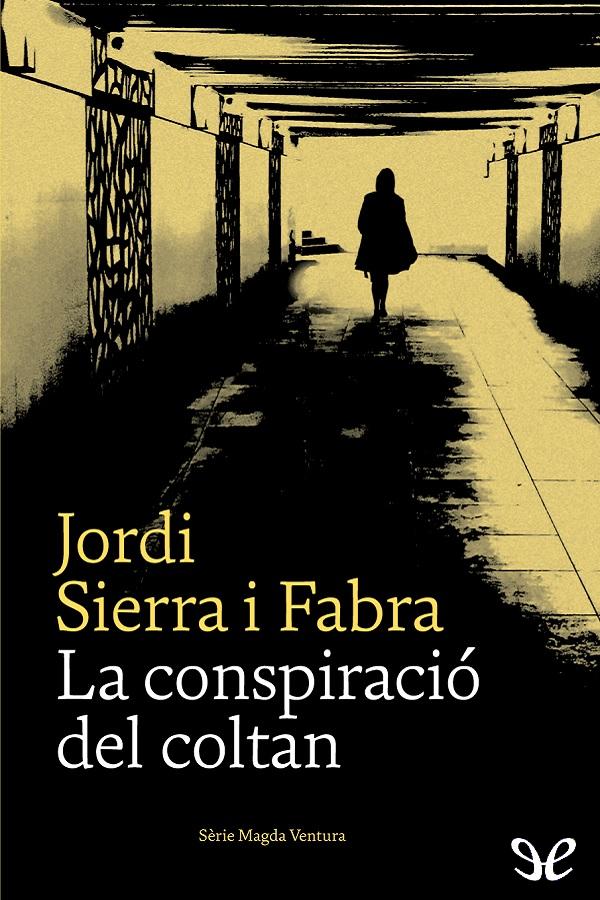 Jordi
Sierra i Fabra
La conspiració
del coltan
Sèrie Magda Ventura